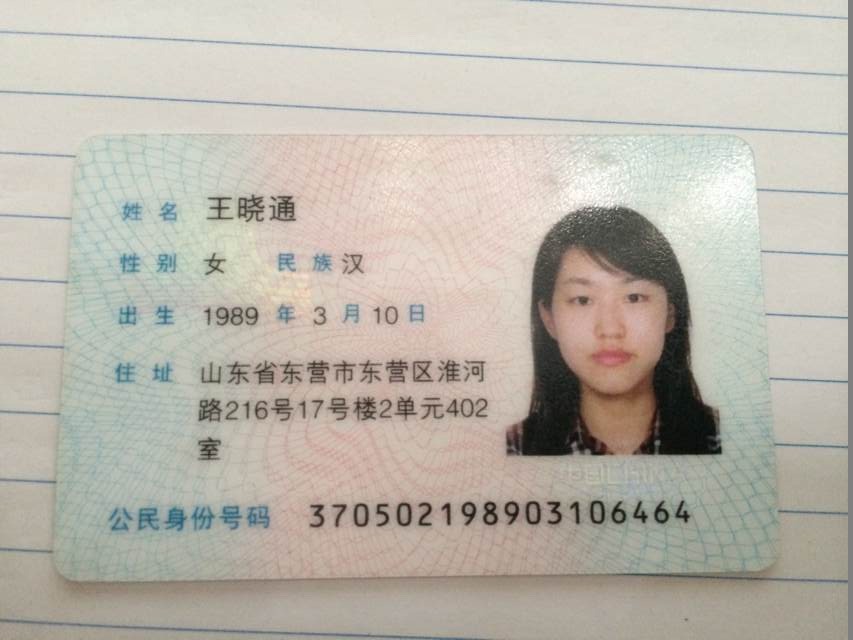 姓名 王晓通
性别 女 民族 汉
出生 1989 年 3 月 10 日
住址 山东省东营市东营区淮河
路216号17号楼2单元402
室
公民身份号码 370502198903106464